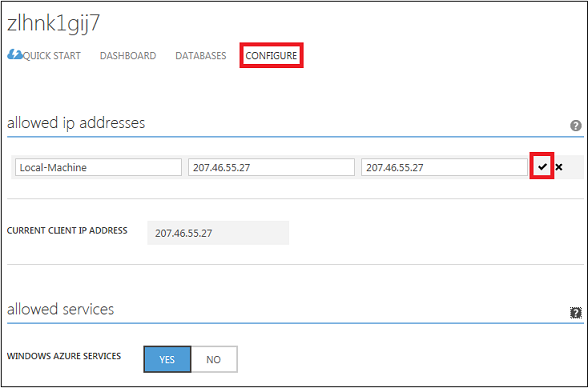 zlhnk1gij7
QUICK START DASHBOARD DATABASES CONFIGURE
allowed ip addresses ?
Local-Machine 207.46.55.27 207.46.55.27
CURRENT CLIENT IP ADDRESS 207.46.55.27
allowed services ?
WINDOWS AZURE SERVICES YES NO